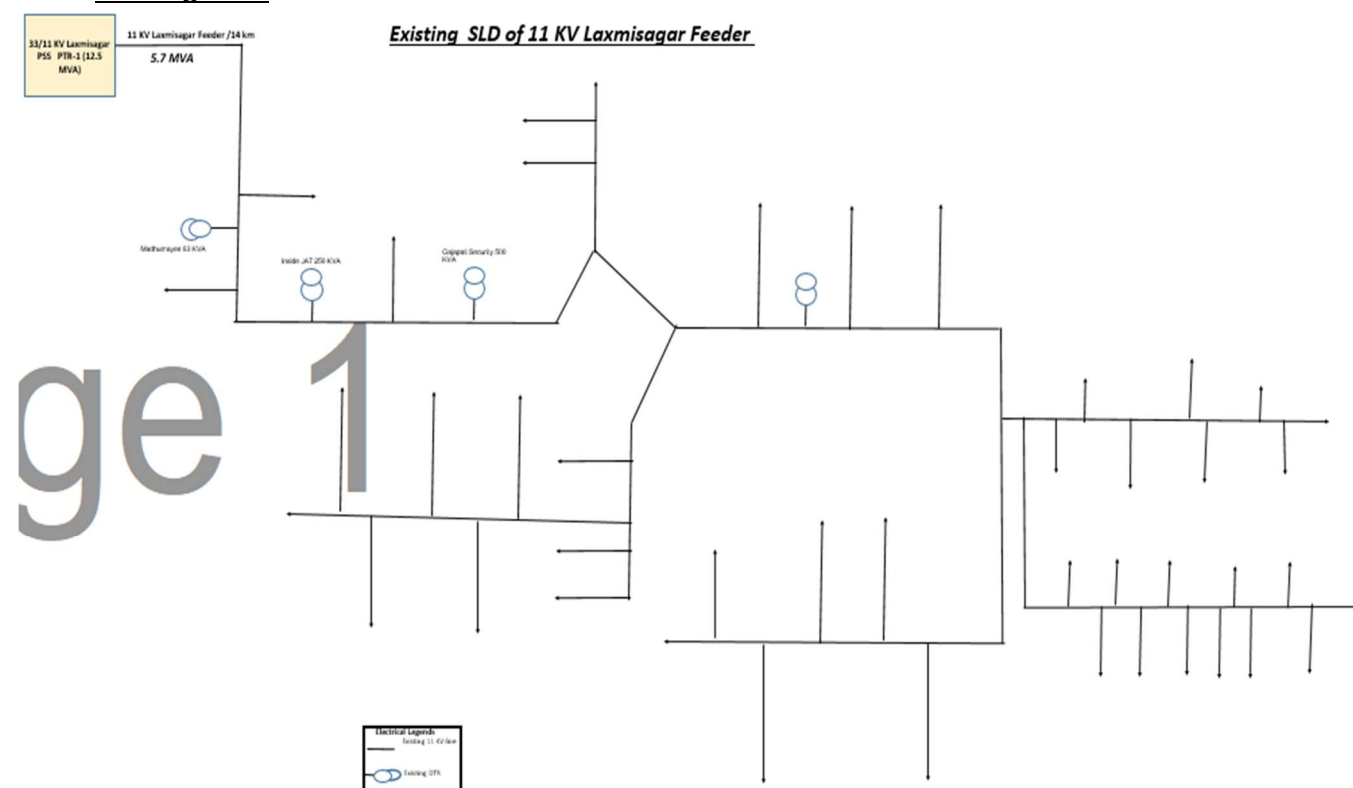 33/11 KV Laxmisagar
PSS PTR-1 (12.5
MVA)
11 KV Laxmisagar Feeder /14 km
5.7 MVA
Existing SLD of 11 KV Laxmisagar Feeder
Madhumayee 63 KVA
Inside JAT 250 KVA
Gajapati Security 500
KVA
ge 1
Electrical Legends
Existing 11 KV line
Existing DTR